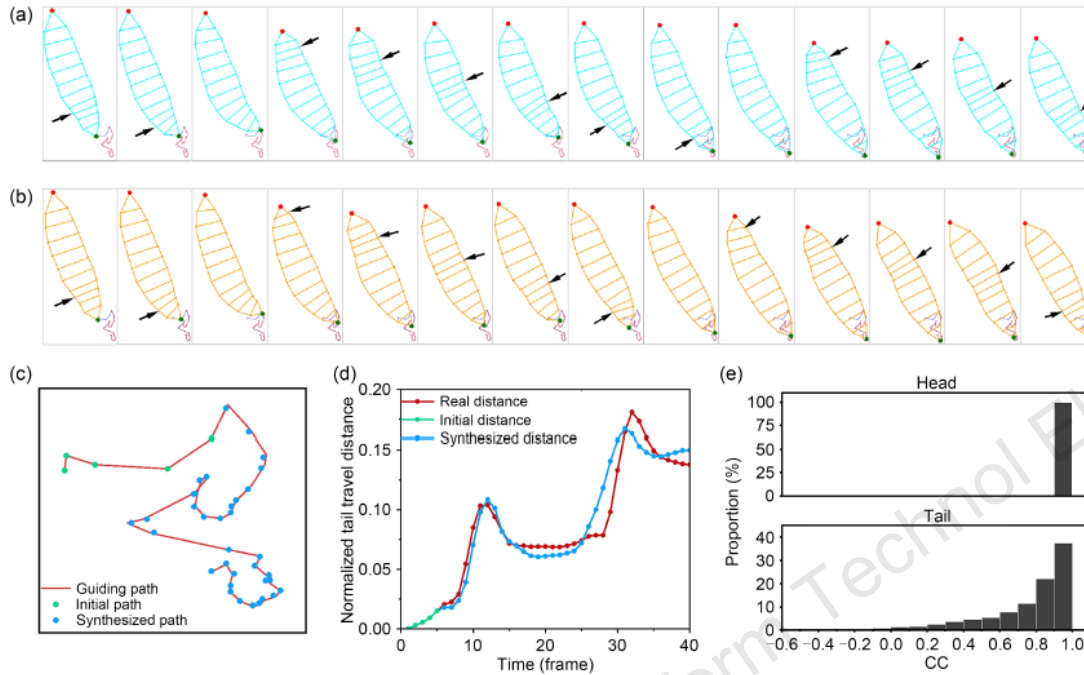 (a)
(b)
(c)
Guiding path
Initial path
Synthesized path
(d)
Normalized tail travel distance
0.20
0.15
0.10
0.05
0.00
Real distance
Initial distance
Synthesized distance
0 10 20 30 40
Time (frame)
(e)
Head
Proportion (%)
100
75
50
25
0
Tail
40
30
20
10
0
−0.6 −0.4 −0.2 0.0 0.2 0.4 0.6 0.8 1.0
CC
rm Technol E